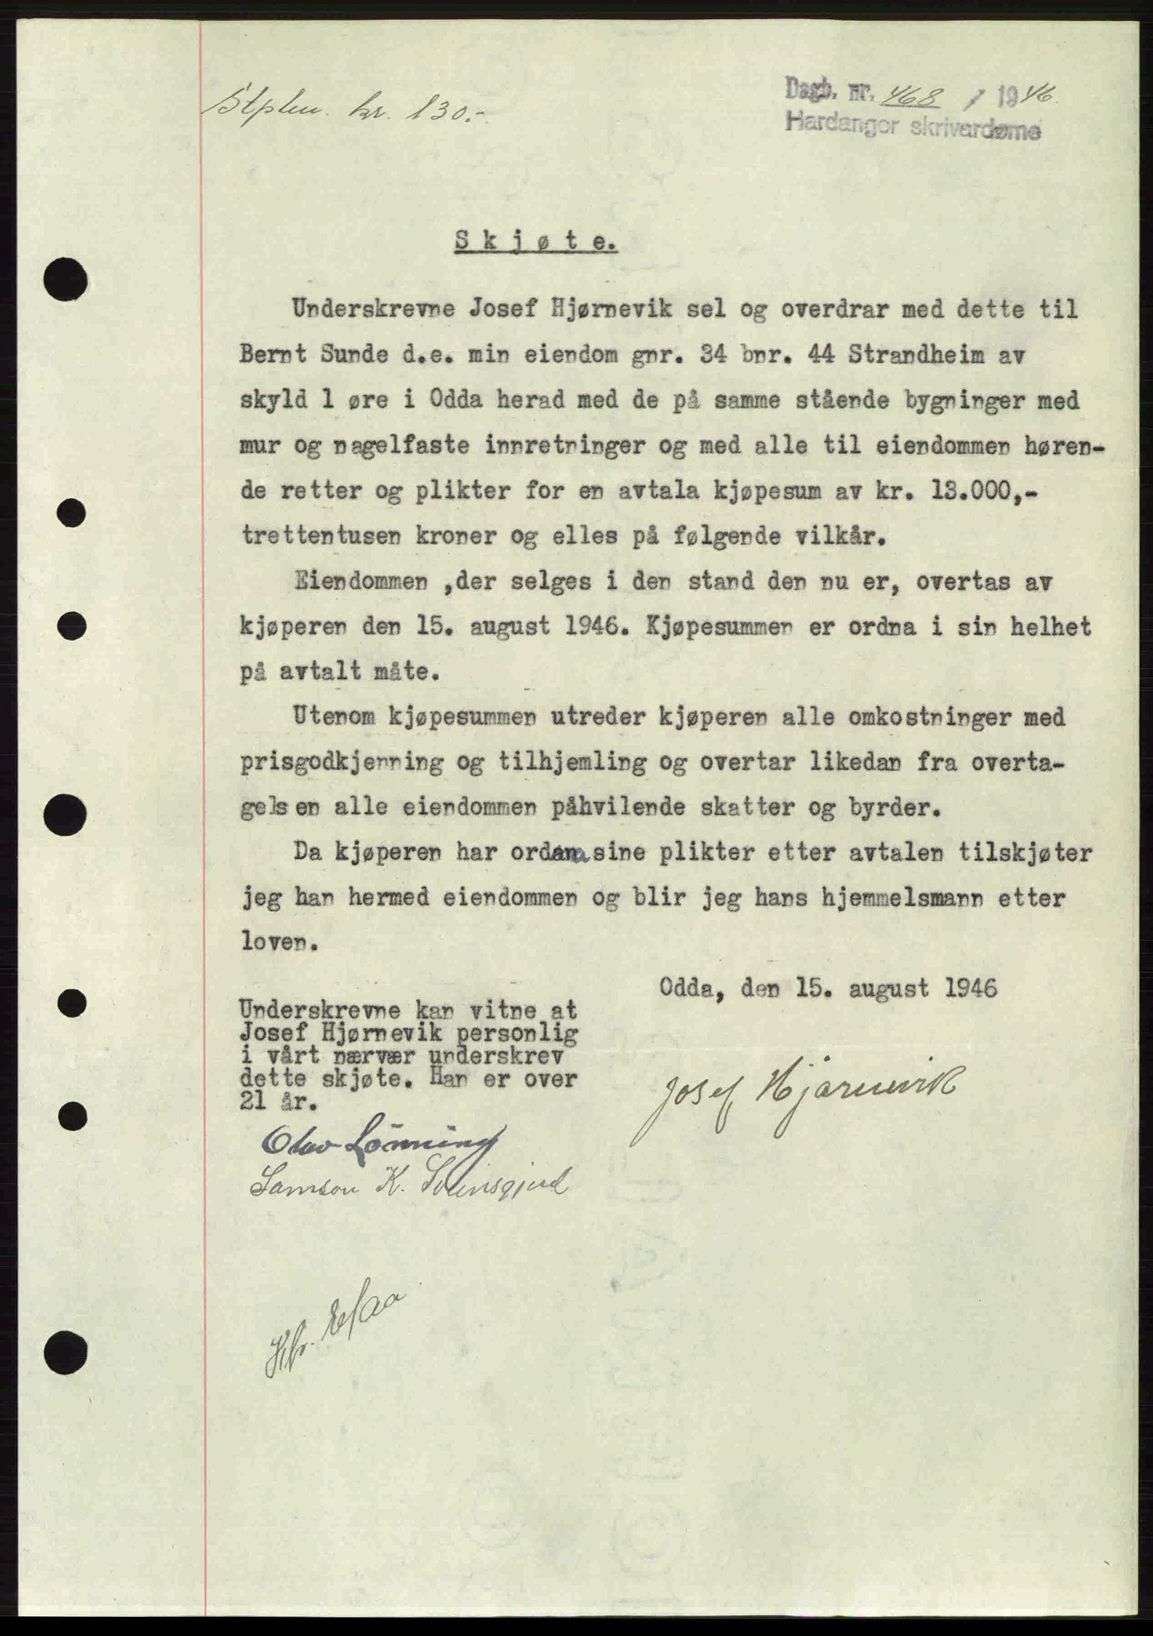 Stplm. kr. 130.-
Dagb. nr. 468 / 1946.
Hardanger skrivardøme
Skjøte.
Underskrevne Josef Hjørnevik sel og overdrar med dette til
Bernt Sunde d.e. min eiendom gnr. 34 bnr. 44 Strandheim av
skyld 1 øre i Odda herad med de på samme stående bygninger med
mur og nagelfaste innretninger og med alle til eiendommen høren-
de retter og plikter for en avtala kjøpesum av kr. 13.000,-
trettentusen kroner og elles på følgende vilkår.
Eiendommen ,der selges i den stand den nu er, overtas av
kjøperen den 15. august 1946. Kjøpesummen er ordna i sin helhet
på avtalt måte.
Utenom kjøpesummen utreder kjøperen alle omkostninger med
prisgodkjenning og tilhjemling og overtar likedan fra overta-
gelsen alle eiendommen påhvilende skatter og byrder.
Da kjøperen har ordna sine plikter etter avtalen tilskjøter
jeg han hermed eiendommen og blir jeg hans hjemmelsmann etter
loven.
Odda, den 15. august 1946
Underskrevne kan vitne at
Josef Hjørnevik personlig
i vårt nærvær underskrev
dette skjøte. Han er over
21 år.
Josef Hjørnevik
Olav Lönning
Samson K.